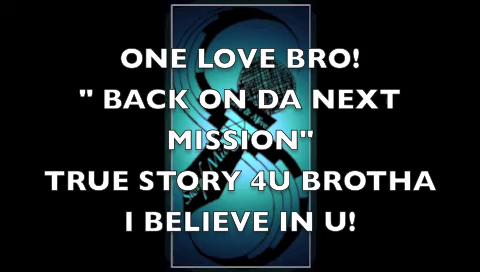 ONE LOVE BRO!
" BACK ON DA NEXT
MISSION"
TRUE STORY 4U BROTHA
I BELIEVE IN U!